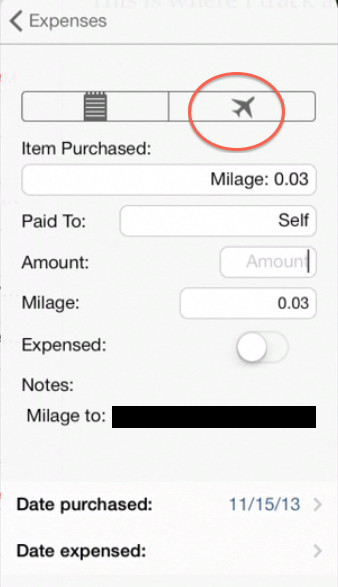 This is where I track a
Expenses
Item Purchased:
Milage: 0.03
Paid To: Self
Amount: Amount
Milage: 0.03
Expensed:
Notes:
Milage to:
Date purchased: 11/15/13
Date expensed: